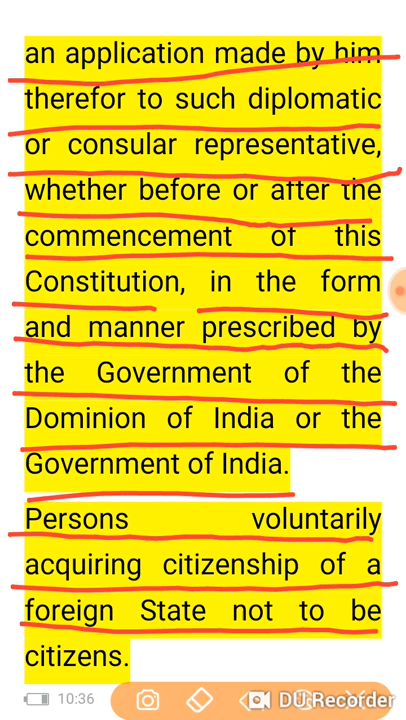 an application made by him
therefor to such diplomatic
or consular representative,
whether before or after the
commencement of this
Constitution, in the form
and manner prescribed by
the Government of the
Dominion of India or the
Government of India.
Persons voluntarily
acquiring citizenship of a
foreign State not to be
citizens.
10:36
DU Recorder